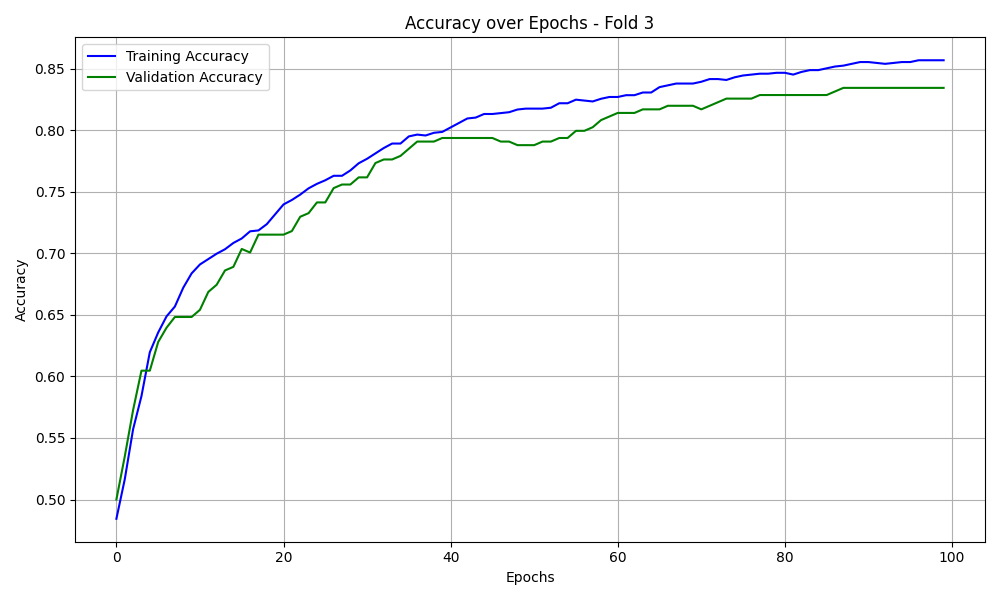 Accuracy over Epochs - Fold 3
Training Accuracy
Validation Accuracy
Accuracy
0.85
0.80
0.75
0.70
0.65
0.60
0.55
0.50
0 20 40 60 80 100
Epochs